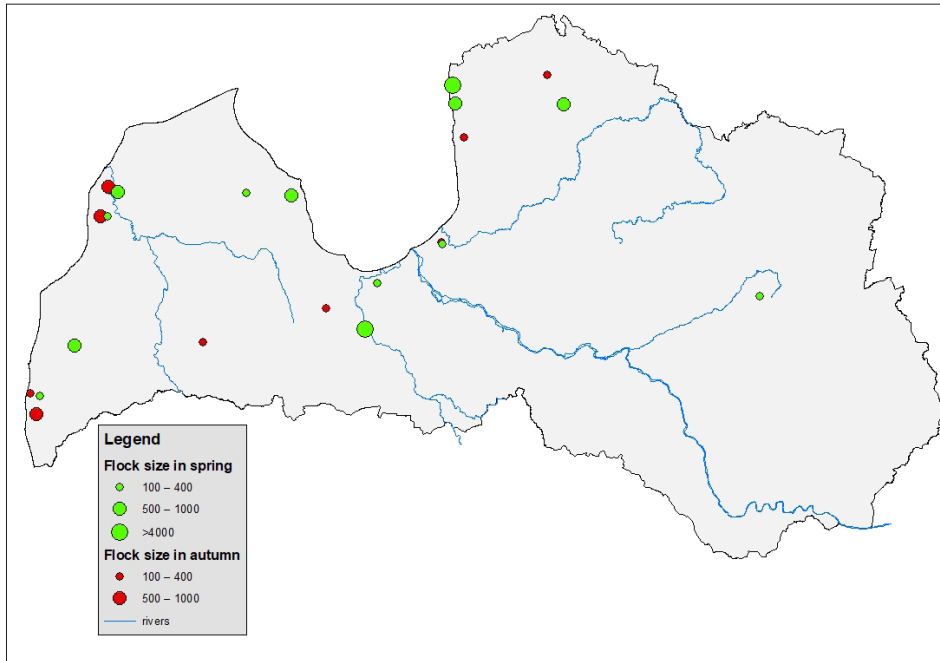 Legend
Flock size in spring
100 – 400
500 – 1000
>4000
Flock size in autumn
100 – 400
500 – 1000
rivers